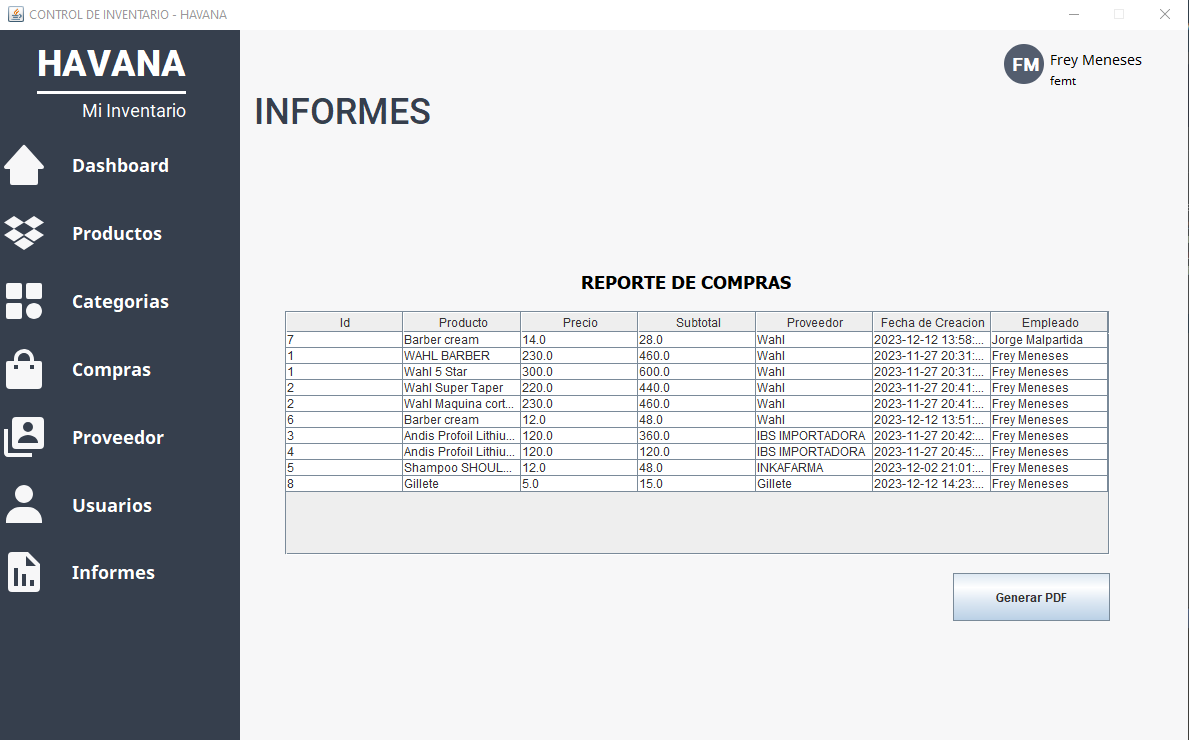 CONTROL DE INVENTARIO - HAVANA
HAVANA
Mi Inventario
Dashboard
Productos
Categorias
Compras
Proveedor
Usuarios
Informes
FM Frey Meneses
femt
INFORMES
REPORTE DE COMPRAS
Id Producto Precio Subtotal Proveedor Fecha de Creacion Empleado
7 Barber cream 14.0 28.0 Wahl 2023-12-12 13:58:... Jorge Malpartida
1 WAHL BARBER 230.0 460.0 Wahl 2023-11-27 20:31:... Frey Meneses
1 Wahl 5 Star 300.0 600.0 Wahl 2023-11-27 20:31:... Frey Meneses
2 Wahl Super Taper 220.0 440.0 Wahl 2023-11-27 20:41:... Frey Meneses
2 Wahl Maquina cort... 230.0 460.0 Wahl 2023-11-27 20:41:... Frey Meneses
6 Barber cream 12.0 48.0 Wahl 2023-12-12 13:51:... Frey Meneses
3 Andis Profoil Lithiu... 120.0 360.0 IBS IMPORTADORA 2023-11-27 20:42:... Frey Meneses
4 Andis Profoil Lithiu... 120.0 120.0 IBS IMPORTADORA 2023-11-27 20:45:... Frey Meneses
5 Shampoo SHOUL... 12.0 48.0 INKAFARMA 2023-12-02 21:01:... Frey Meneses
8 Gillete 5.0 15.0 Gillete 2023-12-12 14:23:... Frey Meneses
Generar PDF